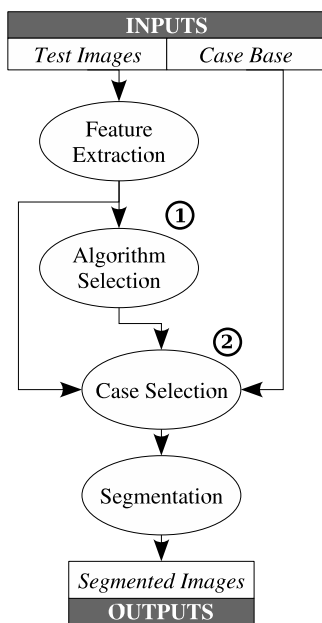 INPUTS
Test Images
Case Base
Feature
Extraction
1
Algorithm
Selection
2
Case Selection
Segmentation
Segmented Images
OUTPUTS